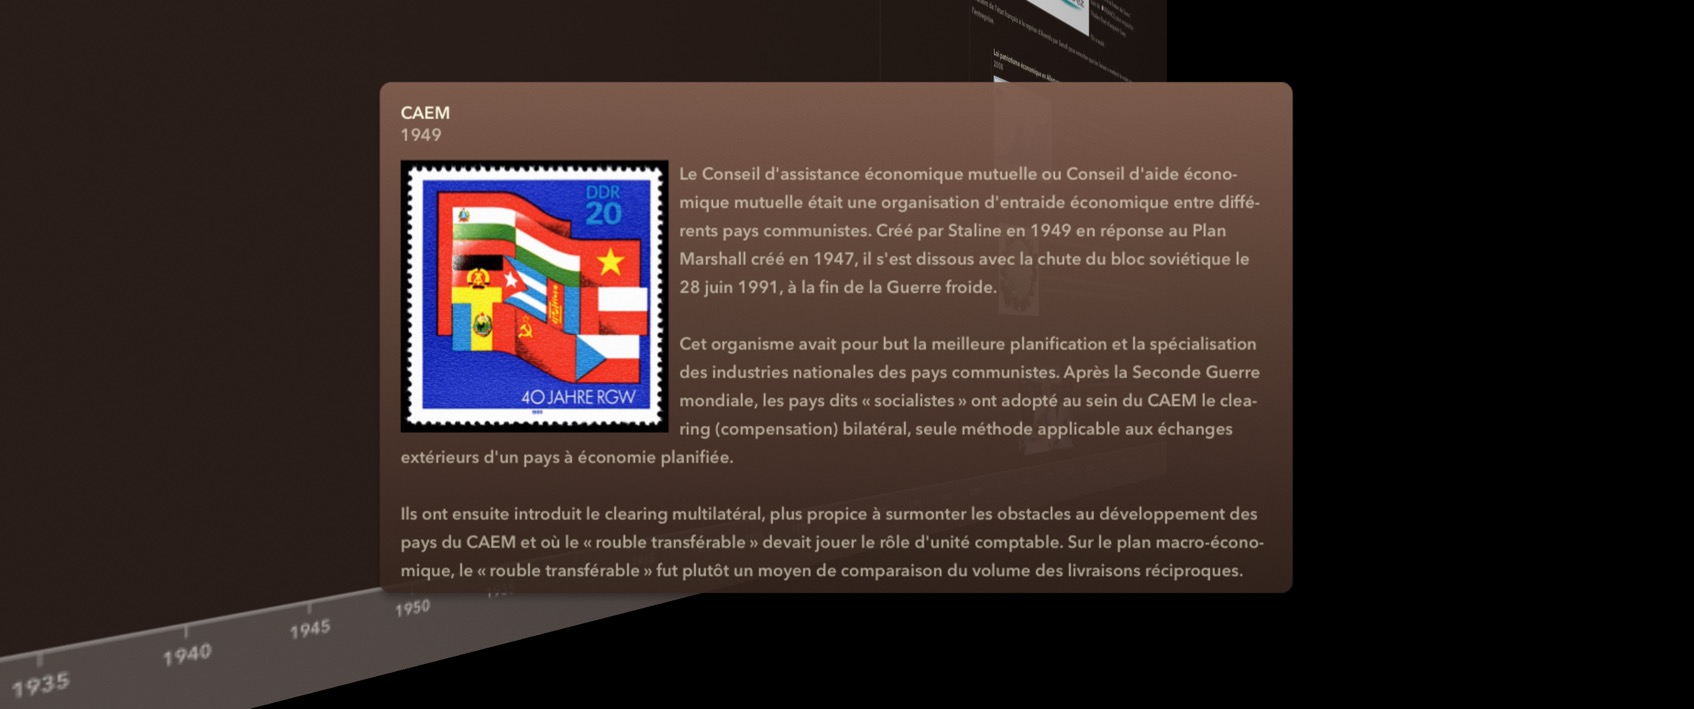 CAEM
1949
DDR
20
40 JAHRE RGW
Le Conseil d'assistance économique mutuelle ou Conseil d'aide écono-
mique mutuelle était une organisation d'entraide économique entre diffé-
rents pays communistes. Créé par Staline en 1949 en réponse au Plan
Marshall créé en 1947, il s'est dissous avec la chute du bloc soviétique le
28 juin 1991, à la fin de la Guerre froide.
Cet organisme avait pour but la meilleure planification et la spécialisation
des industries nationales des pays communistes. Après la Seconde Guerre
mondiale, les pays dits « socialistes » ont adopté au sein du CAEM le clea-
ring (compensation) bilatéral, seule méthode applicable aux échanges
extérieurs d'un pays à économie planifiée.
Ils ont ensuite introduit le clearing multilatéral, plus propice à surmonter les obstacles au développement des
pays du CAEM et où le « rouble transférable » devait jouer le rôle d'unité comptable. Sur le plan macro-écono-
mique, le « rouble transférable » fut plutôt un moyen de comparaison du volume des livraisons réciproques.
1935
1940
1945
1950